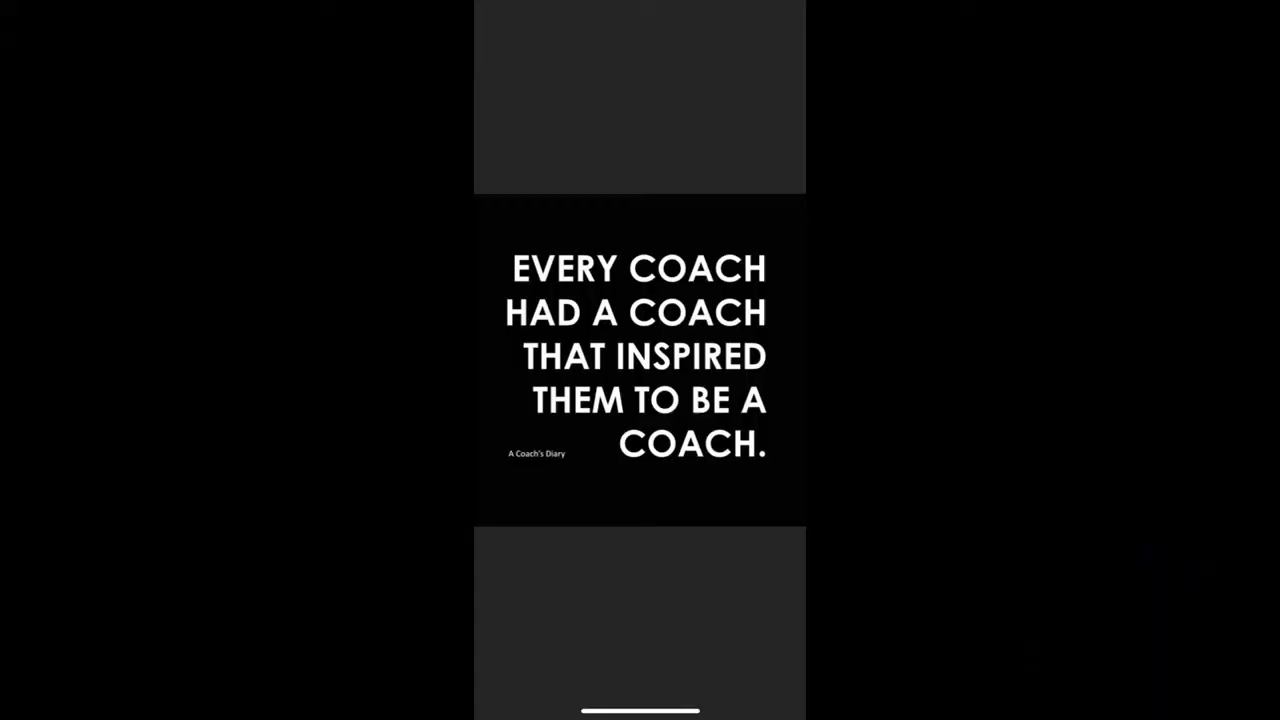 EVERY COACH
HAD A COACH
THAT INSPIRED
THEM TO BE A
COACH.
A Coach's Diary